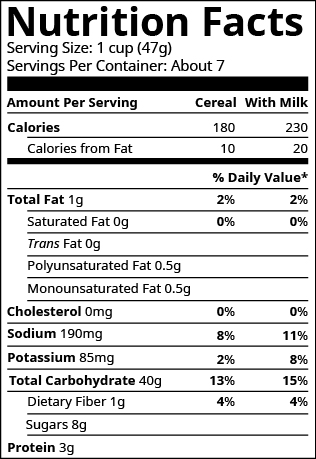 Nutrition Facts
Serving Size: 1 cup (47g)
Servings Per Container: About 7
Amount Per Serving Cereal With Milk
Calories 180 230
Calories from Fat 10 20
% Daily Value*
Total Fat 1g 2% 2%
Saturated Fat 0g 0% 0%
Trans Fat 0g
Polyunsaturated Fat 0.5g
Monounsaturated Fat 0.5g
Cholesterol 0mg 0% 0%
Sodium 190mg 8% 11%
Potassium 85mg 2% 8%
Total Carbohydrate 40g 13% 15%
Dietary Fiber 1g 4% 4%
Sugars 8g
Protein 3g